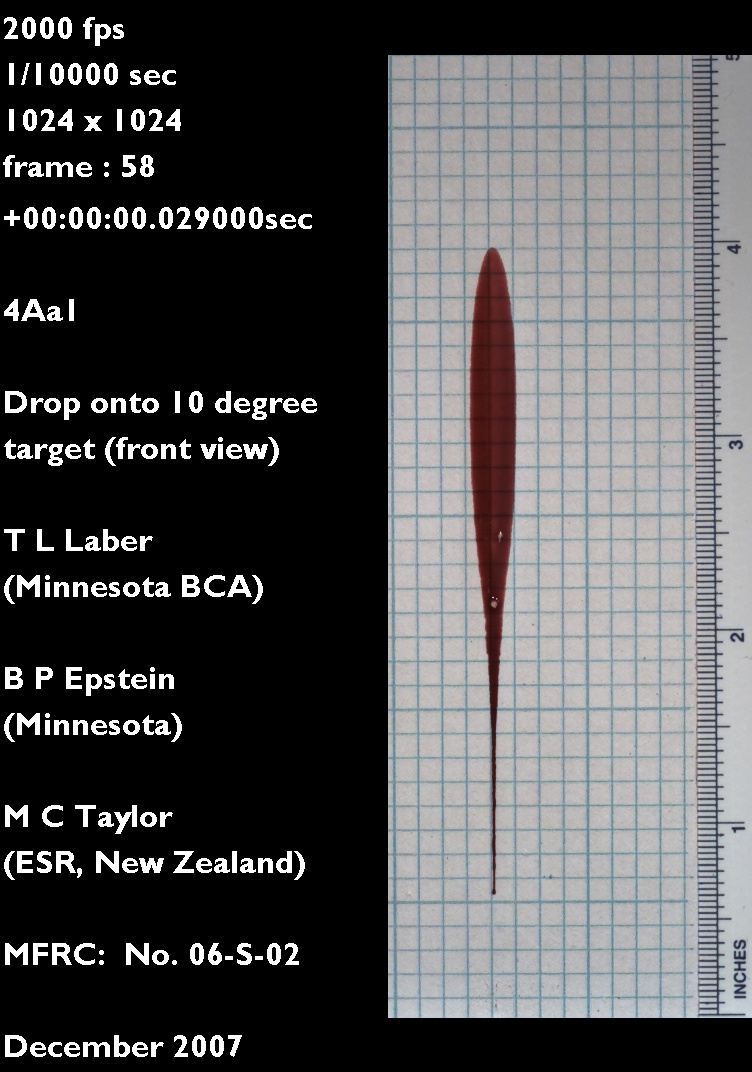 2000 fps
1/10000 sec
1024 x 1024
frame : 58
+00:00:00.029000sec
4Aa1
Drop onto 10 degree
target (front view)
T L Laber
(Minnesota BCA)
B P Epstein
(Minnesota)
M C Taylor
(ESR, New Zealand)
MFRC:  No. 06-S-02
December 2007
5
4
3
2
1
INCHES